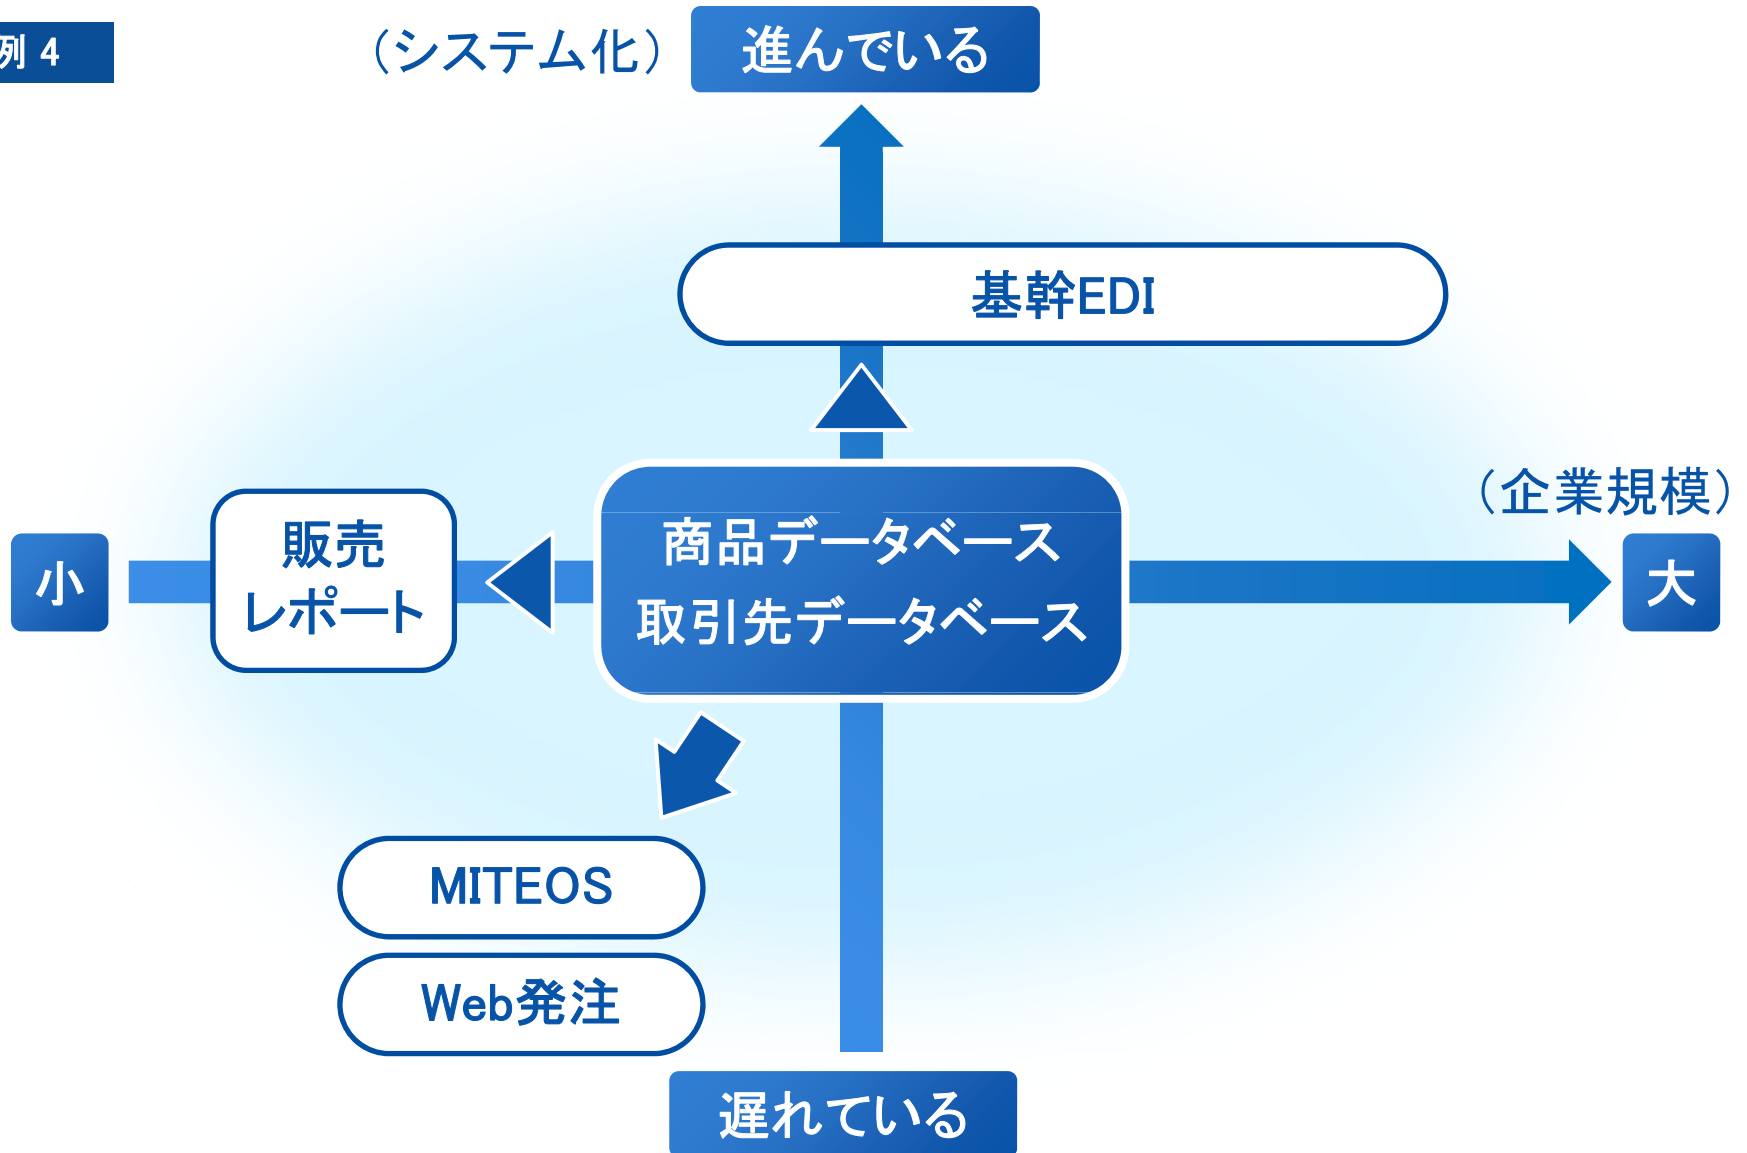 例 4
（システム化）
進んでいる
基幹EDI
（企業規模）
小
販売
レポート
商品データベース
取引先データベース
大
MITEOS
Web発注
遅れている